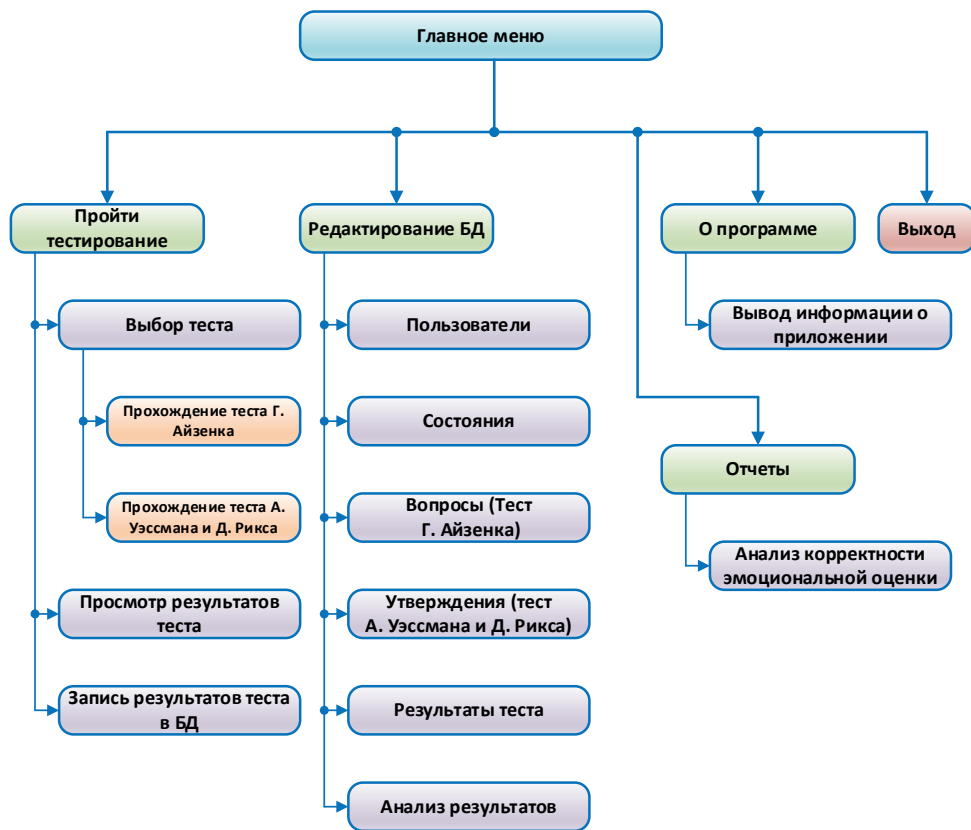 Главное меню
Пройти
тестирование
Редактирование БД
О программе
Выход
Выбор теста
Прохождение теста Г.
Айзенка
Прохождение теста А.
Уэссмана и Д. Рикса
Просмотр результатов
теста
Запись результатов теста
в БД
Пользователи
Состояния
Вопросы (Тест
Г. Айзенка)
Утверждения (тест
А. Уэссмана и Д. Рикса)
Результаты теста
Анализ результатов
Вывод информации о
приложении
Отчеты
Анализ корректности
эмоциональной оценки